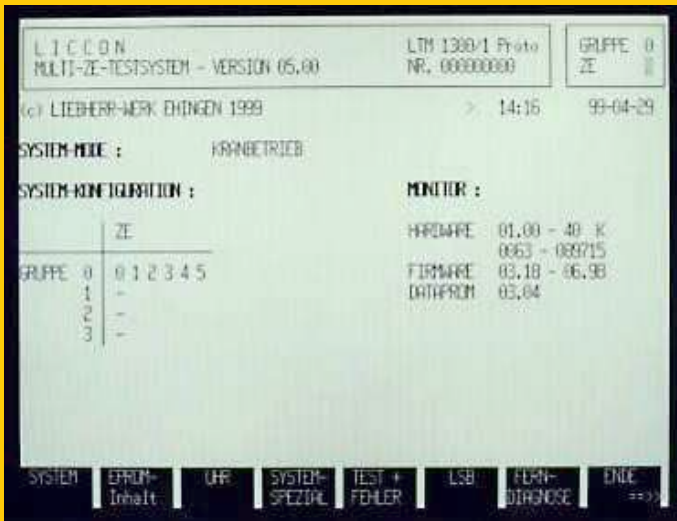 LICCON
MULTI-ZE-TESTSYSTEM - VERSION 05.00
LTM 1300/1 Proto
NR. 000000000
GRUPPE 0
ZE
(c) LIEBHERR-WERK EHINGEN 1999
> 14:16 99-04-29
SYSTEM-MODE : KRANBETRIEB
SYSTEM-KONFIGURATION :
ZE
GRUPPE 0 0 1 2 3 4 5
1 -
2 -
3 -
MONITOR :
HARDWARE 01.00 - 40 K
0063 - 089715
FIRMWARE 03.18 - 06.98
DATAPROM 03.04
SYSTEM
EPROM-
Inhalt
UHR
SYSTEM-
SPEZIAL
TEST +
FEHLER
LSB
FERN-
DIAGNOSE
ENDE
==>>